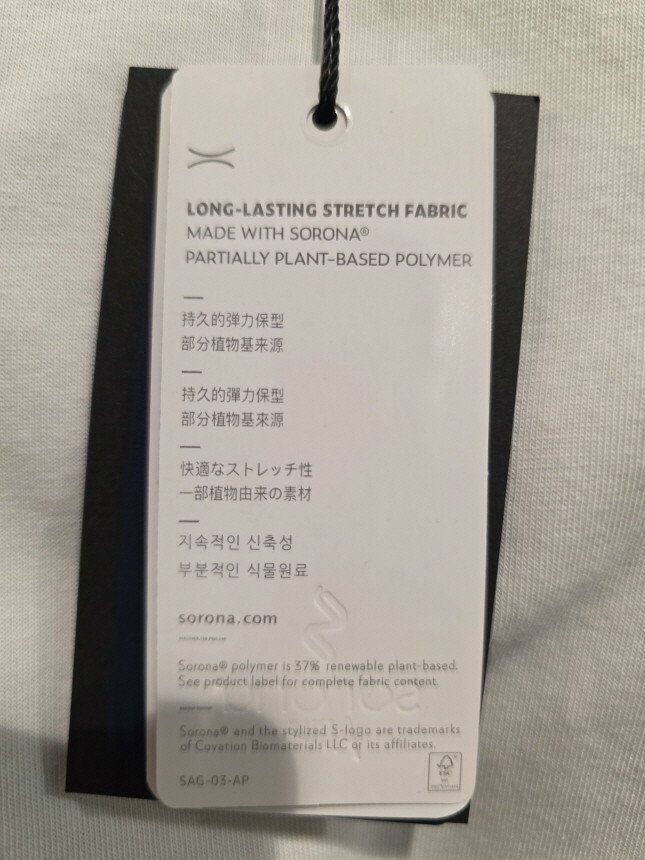 LONG-LASTING STRETCH FABRIC
MADE WITH SORONA®
PARTIALLY PLANT-BASED POLYMER
持久的弹力保型
部分植物基来源
持久的彈力保型
部分植物基來源
快適なストレッチ性
一部植物由来の素材
지속적인 신축성
부분적인 식물원료
sorona.com
Sorona® polymer is 37% renewable plant-based.
See product label for complete fabric content.
Sorona® and the stylized S-logo are trademarks
of Covation Biomaterials LLC or its affiliates.
SAG-03-AP
FSC